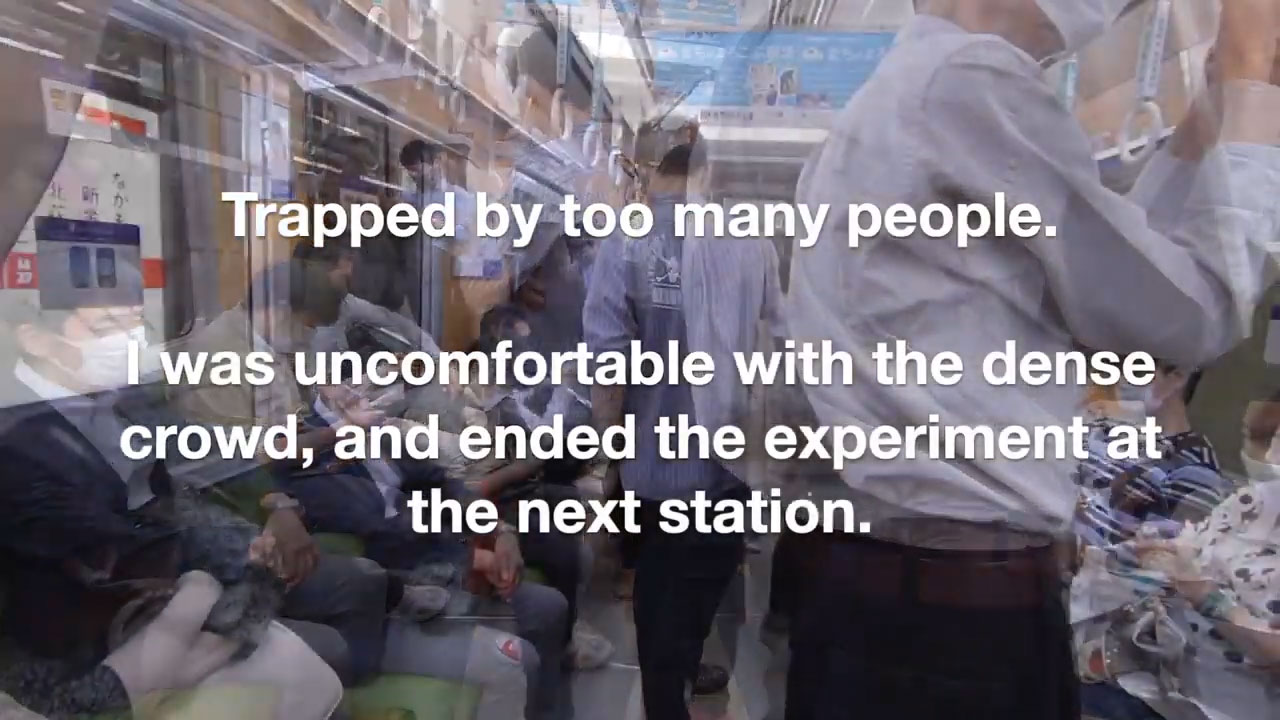 Trapped by too many people.
I was uncomfortable with the dense
crowd, and ended the experiment at
the next station.